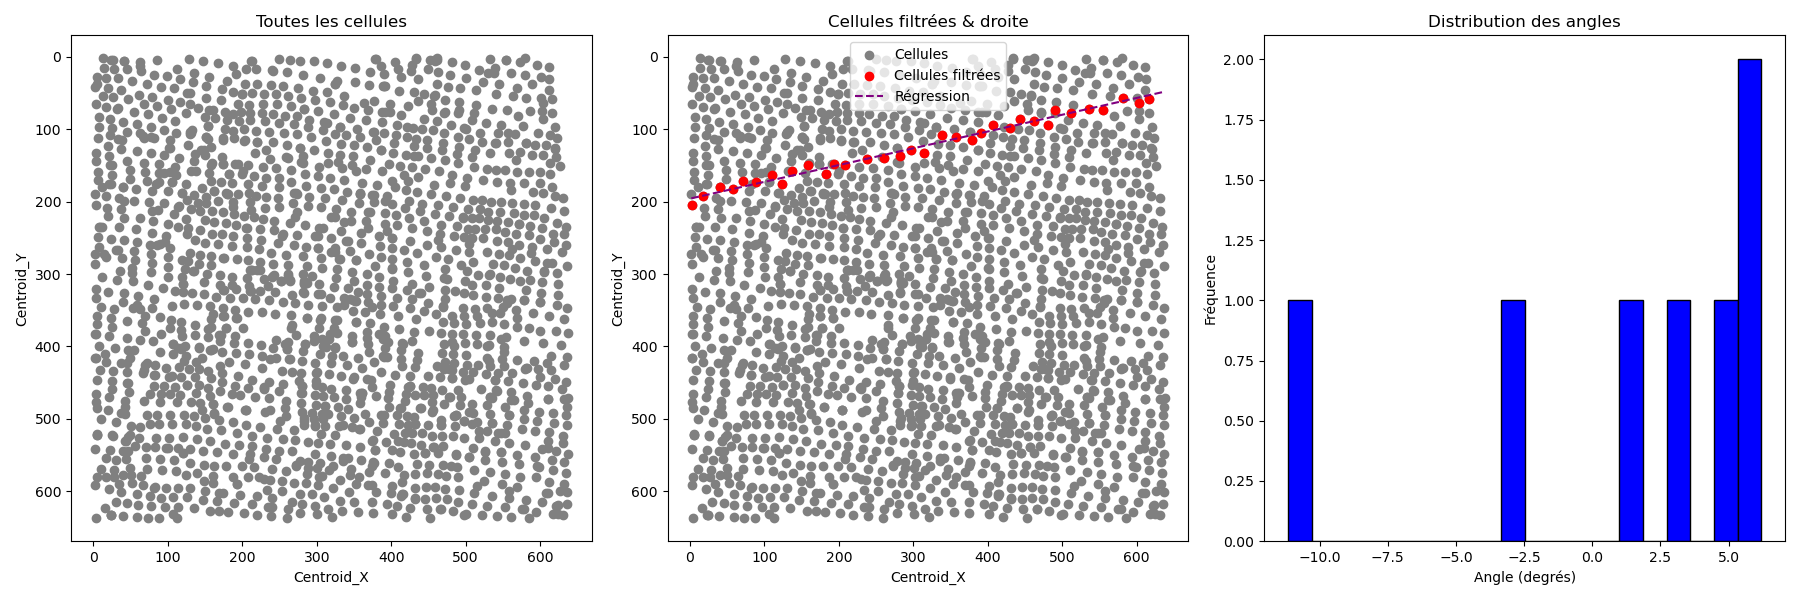 Toutes les cellules
0
100
200
300
400
500
600
Centroid_Y
0 100 200 300 400 500 600
Centroid_X
Cellules filtrées & droite
Cellules
Cellules filtrées
Régression
0
100
200
300
400
500
600
Centroid_Y
0 100 200 300 400 500 600
Centroid_X
Distribution des angles
2.00
1.75
1.50
1.25
1.00
0.75
0.50
0.25
0.00
Fréquence
−10.0 −7.5 −5.0 −2.5 0.0 2.5 5.0
Angle (degrés)